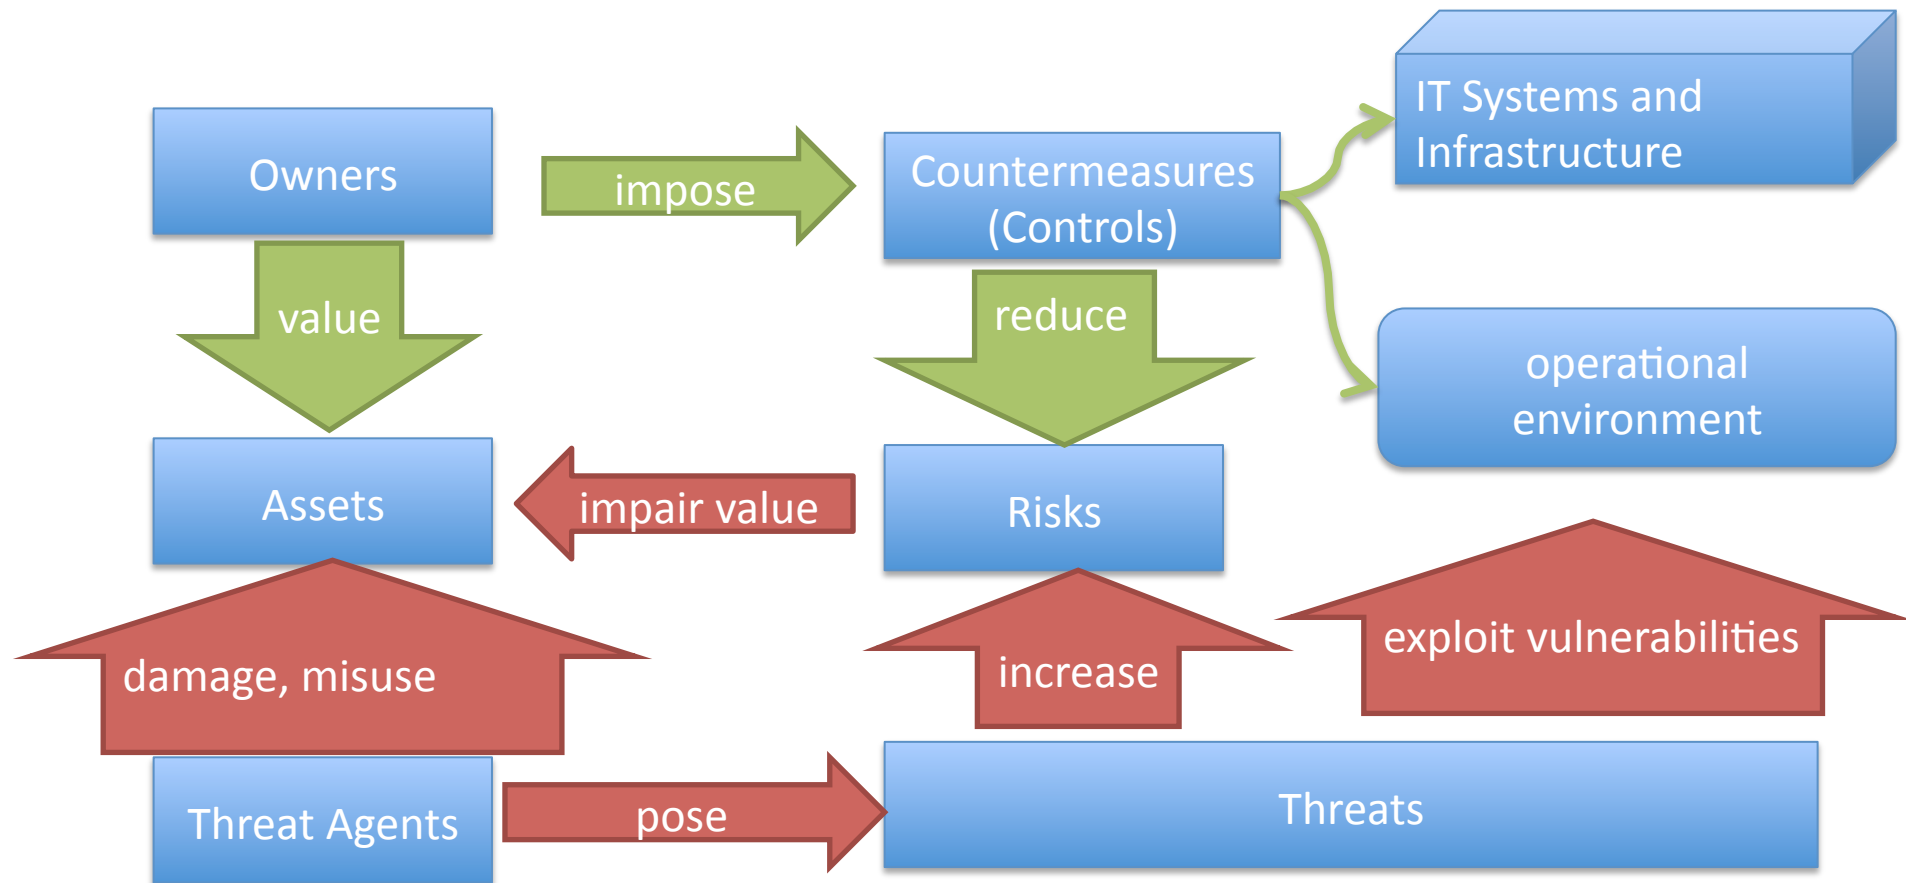 Owners
impose
Countermeasures
(Controls)
IT Systems and
Infrastructure
value
reduce
operational
environment
Assets
impair value
Risks
damage, misuse
increase
exploit vulnerabilities
Threat Agents
pose
Threats